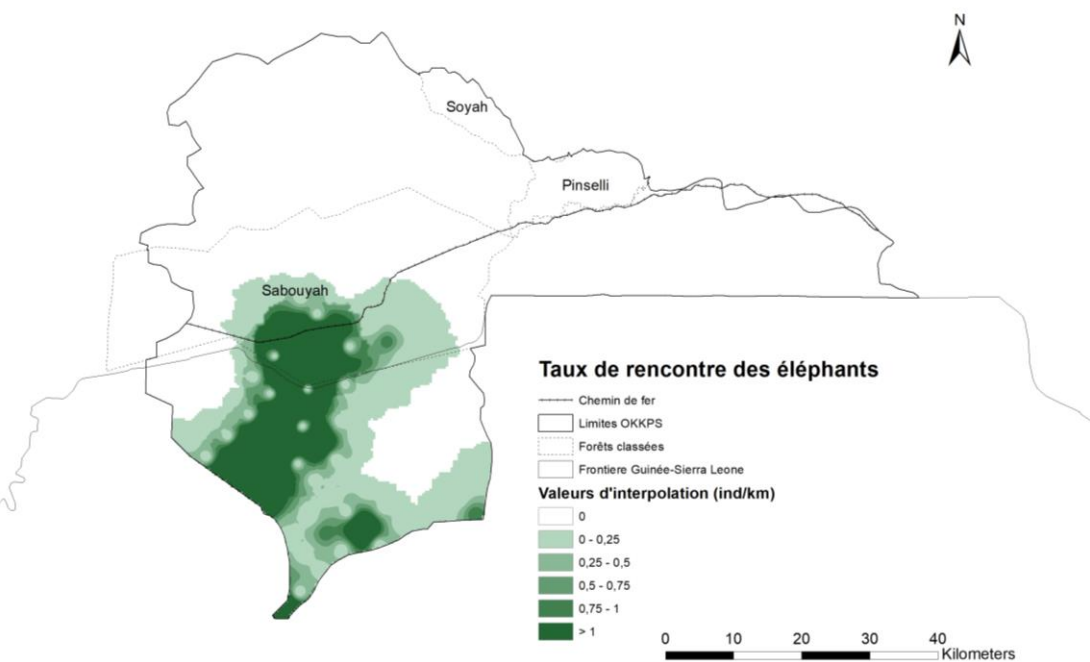 N
Soyah
Pinselli
Sabouyah
Taux de rencontre des éléphants
Chemin de fer
Limites OKKPS
Forêts classées
Frontiere Guinée-Sierra Leone
Valeurs d'interpolation (ind/km)
0
0 - 0,25
0,25 - 0,5
0,5 - 0,75
0,75 - 1
> 1
0 10 20 30 40
Kilometers